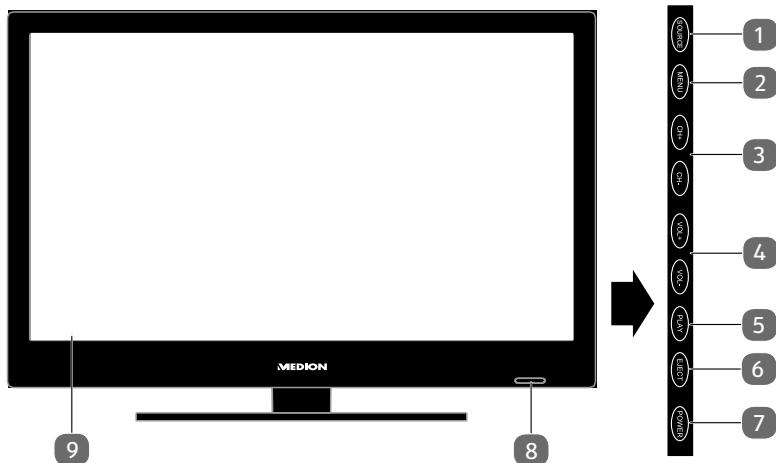 SOURCE
1
MENU
2
CH+
3
CH-
VOL+
4
VOL-
PLAY
5
EJECT
6
POWER
7
MEDION
8
9